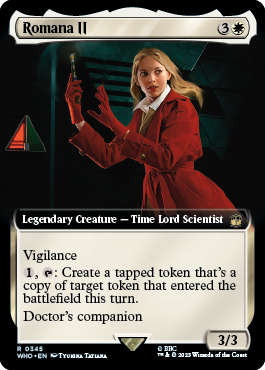 Romana II 3
Legendary Creature — Time Lord Scientist
Vigilance
1, T: Create a tapped token that's a
copy of target token that entered the
battlefield this turn.
Doctor's companion
3/3
R 0345
WHO • EN TYUKINA TATIANA
© BBC
™ & © 2023 Wizards of the Coast